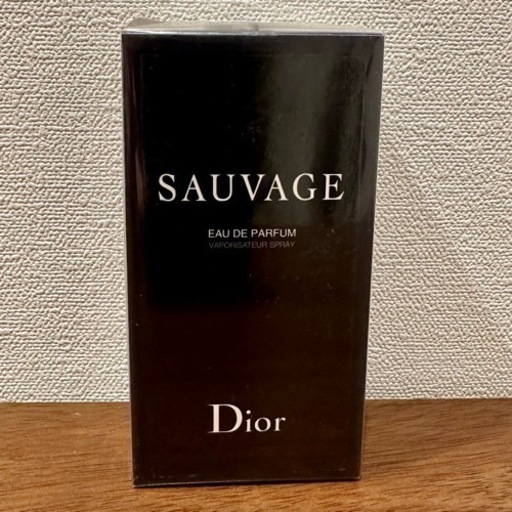 SAUVAGE
EAU DE PARFUM
VAPORISATEUR SPRAY
Dior